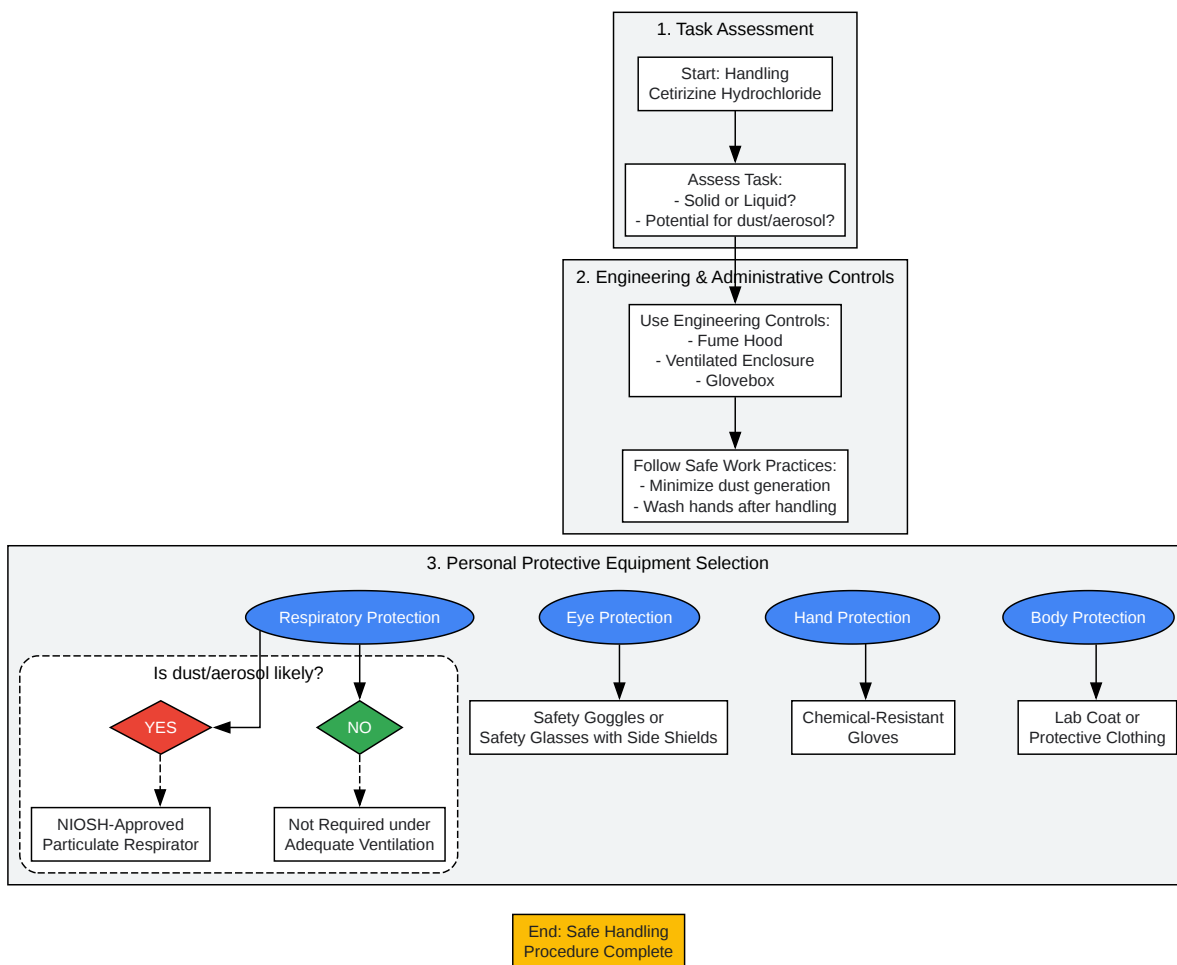 1. Task Assessment
Start: Handling
Cetirizine Hydrochloride
Assess Task:
- Solid or Liquid?
- Potential for dust/aerosol?
2. Engineering & Administrative Controls
Use Engineering Controls:
- Fume Hood
- Ventilated Enclosure
- Glovebox
Follow Safe Work Practices:
- Minimize dust generation
- Wash hands after handling
3. Personal Protective Equipment Selection
Respiratory Protection
Eye Protection
Hand Protection
Body Protection
Is dust/aerosol likely?
YES
NO
Safety Goggles or
Safety Glasses with Side Shields
Chemical-Resistant
Gloves
Lab Coat or
Protective Clothing
NIOSH-Approved
Particulate Respirator
Not Required under
Adequate Ventilation
End: Safe Handling
Procedure Complete